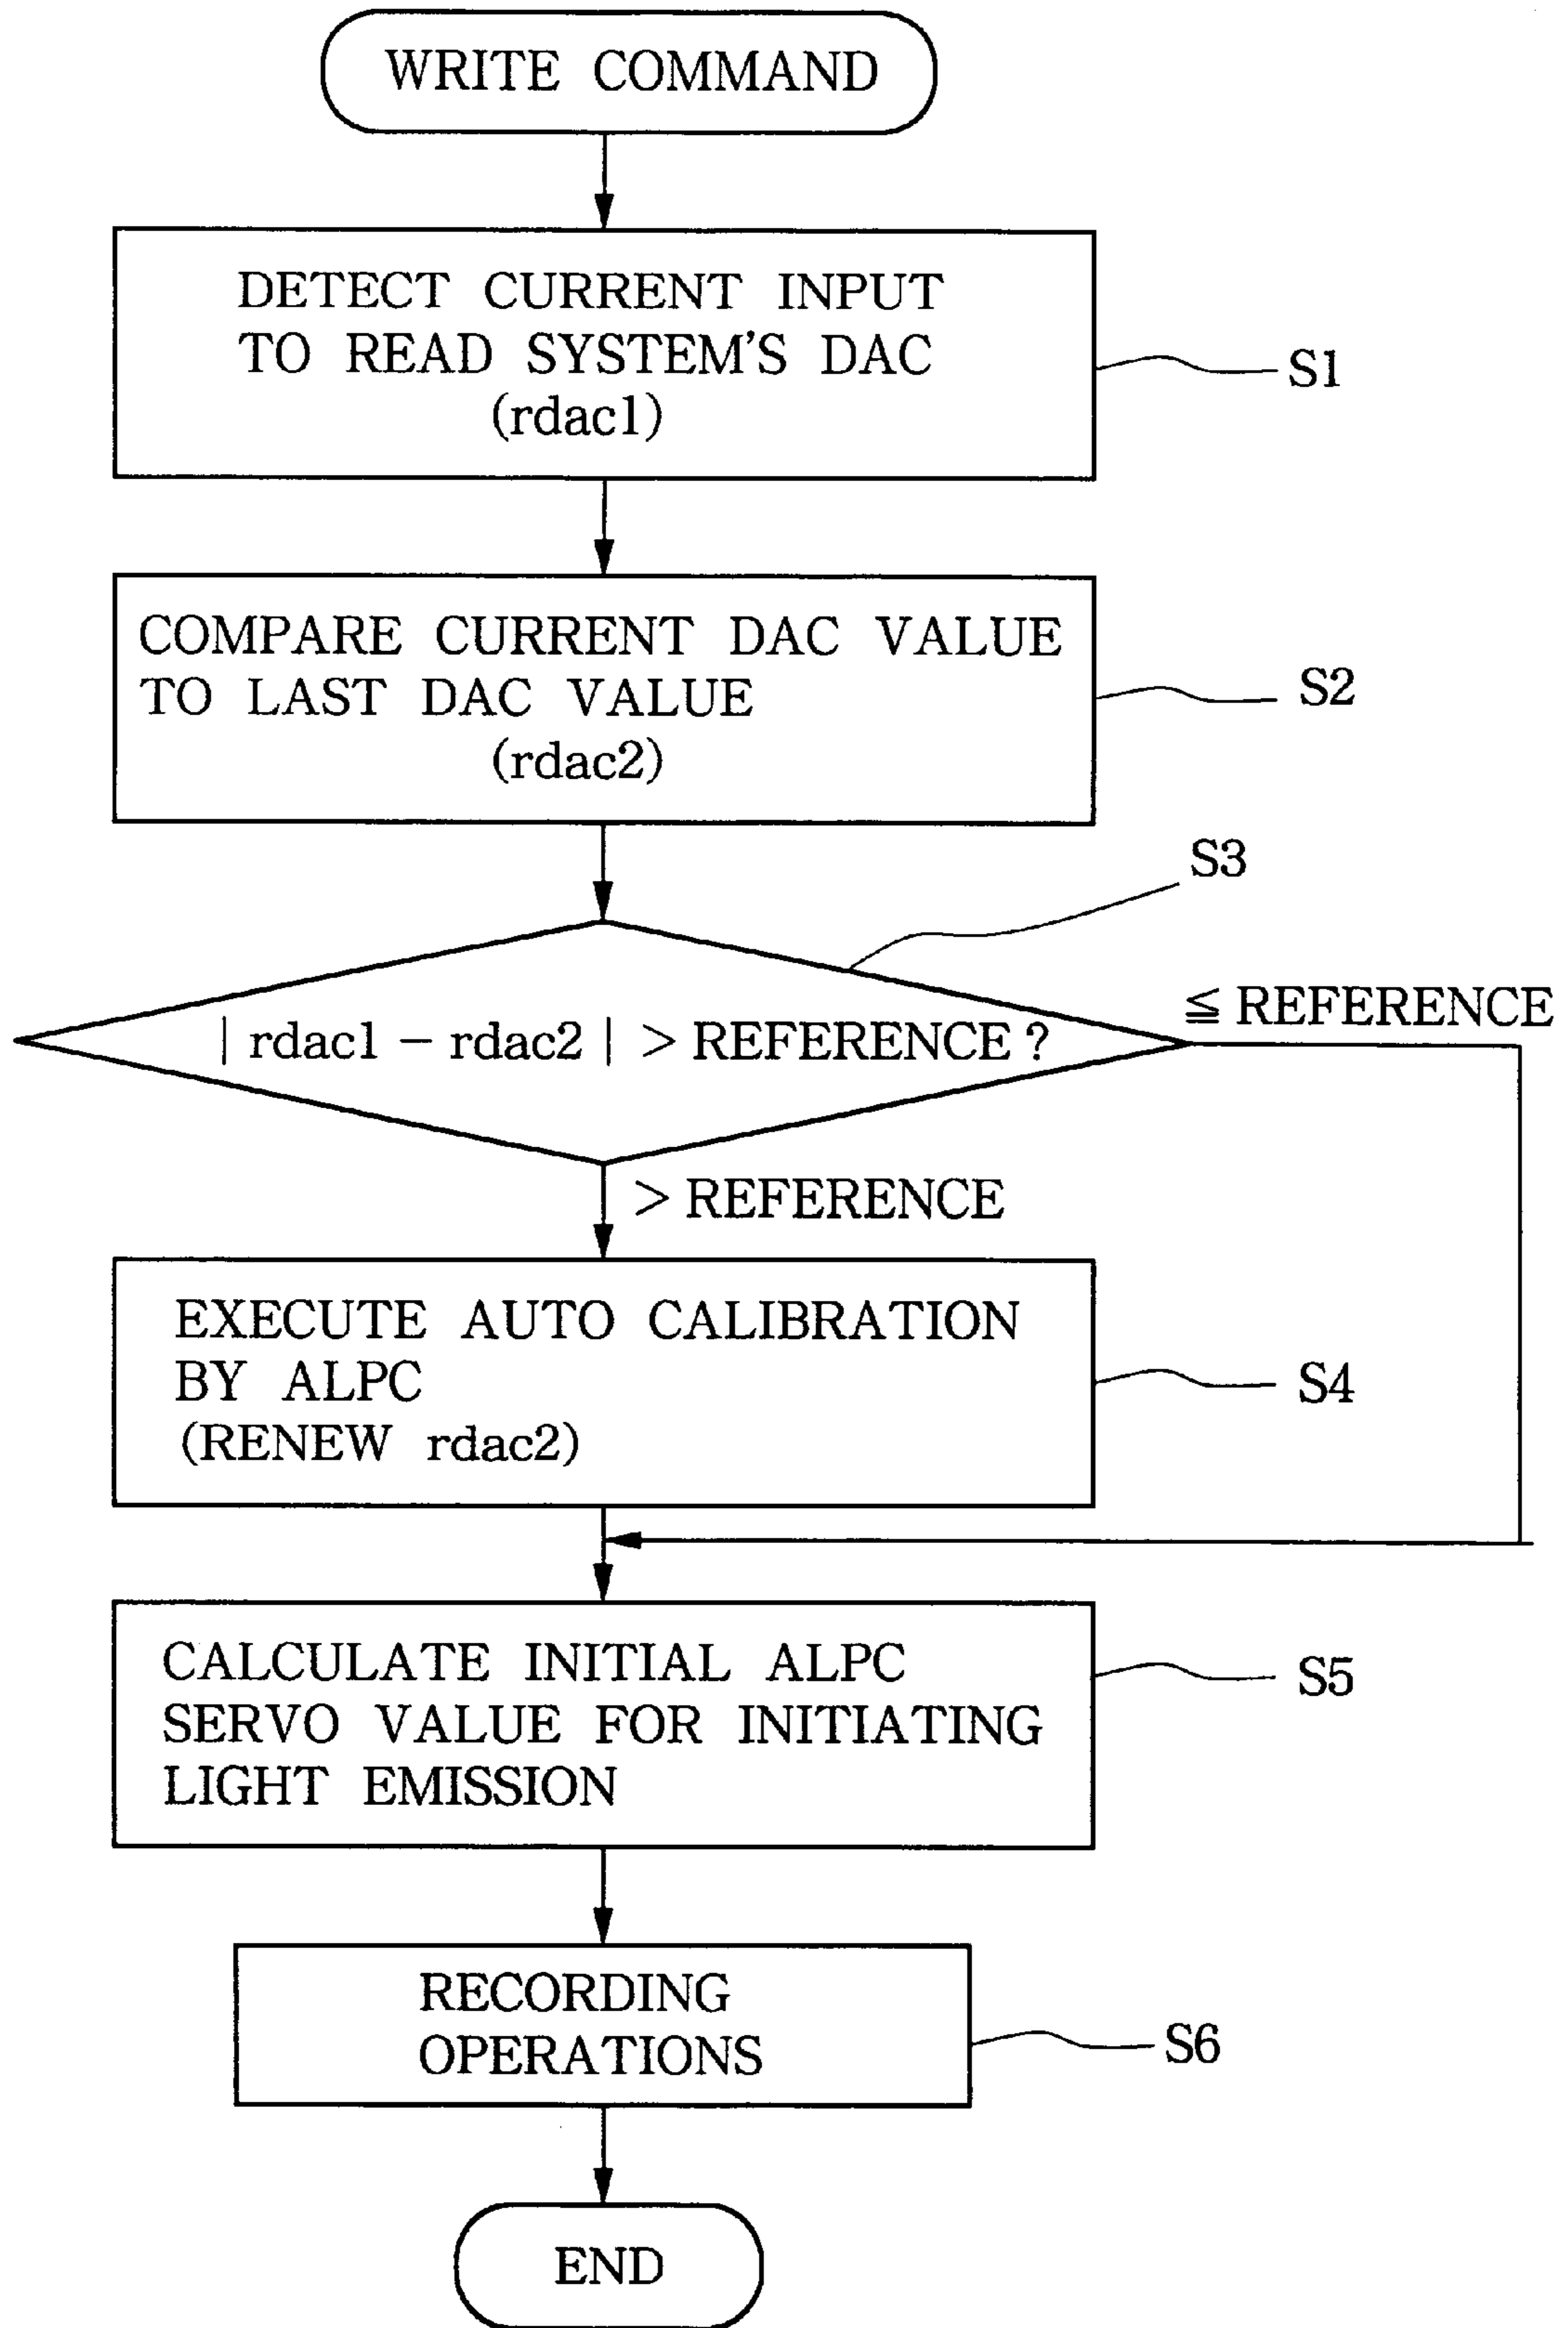 WRITE COMMAND
DETECT CURRENT INPUT
TO READ SYSTEM'S DAC
(rdac1)
S1
COMPARE CURRENT DAC VALUE
TO LAST DAC VALUE
(rdac2)
S2
S3
| rdac1 − rdac2 | > REFERENCE ?
≦ REFERENCE
> REFERENCE
EXECUTE AUTO CALIBRATION
BY ALPC
(RENEW rdac2)
S4
CALCULATE INITIAL ALPC
SERVO VALUE FOR INITIATING
LIGHT EMISSION
S5
RECORDING
OPERATIONS
S6
END